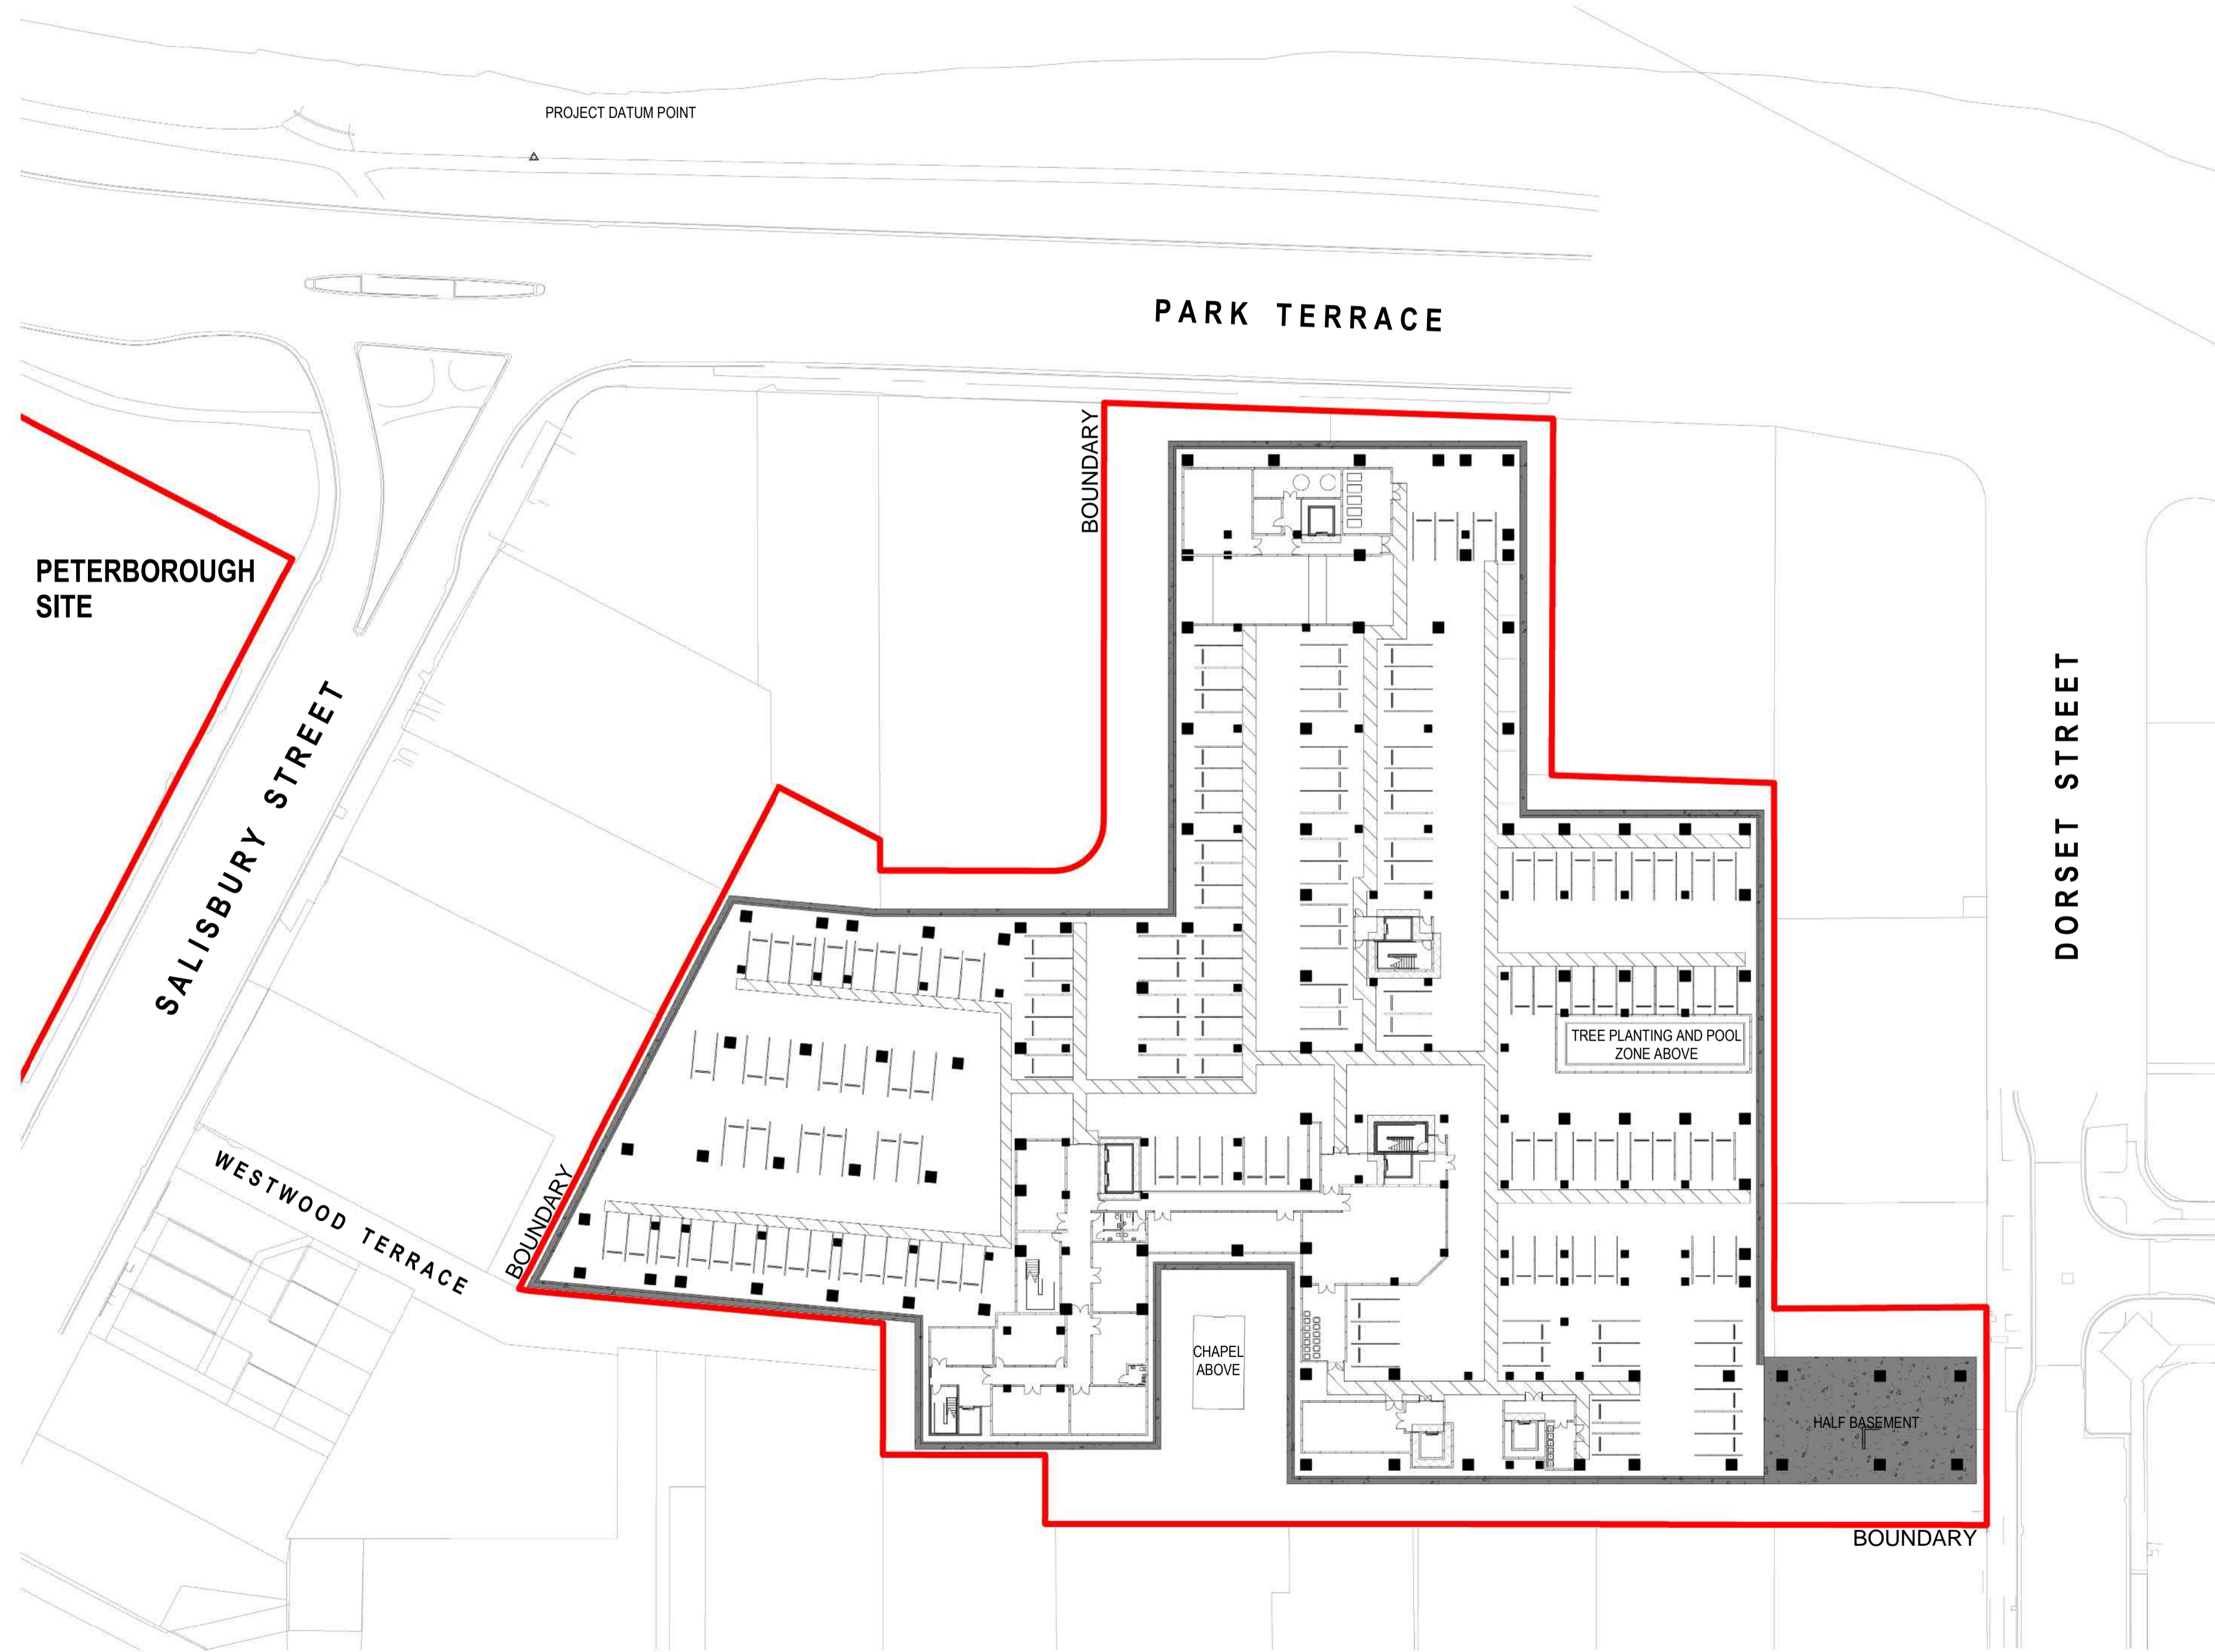 PROJECT DATUM POINT
PARK TERRACE
BOUNDARY
PETERBOROUGH
SITE
SALISBURY STREET
DORSET STREET
TREE PLANTING AND POOL
ZONE ABOVE
WESTWOOD TERRACE
BOUNDARY
CHAPEL
ABOVE
HALF BASEMENT
BOUNDARY